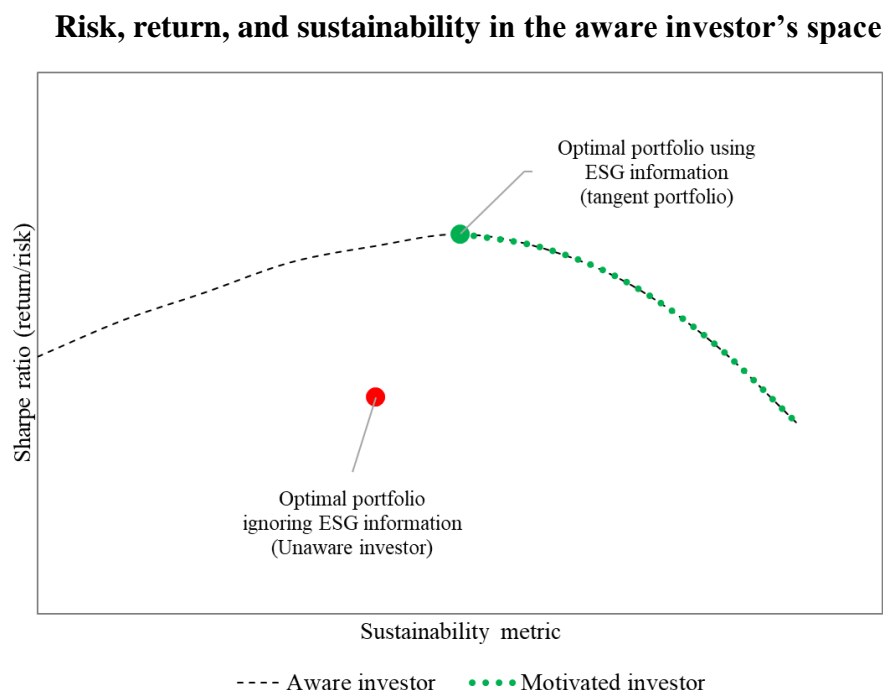 Risk, return, and sustainability in the aware investor’s space
Optimal portfolio using
ESG information
(tangent portfolio)
Sharpe ratio (return/risk)
Optimal portfolio
ignoring ESG information
(Unaware investor)
Sustainability metric
Aware investor
Motivated investor